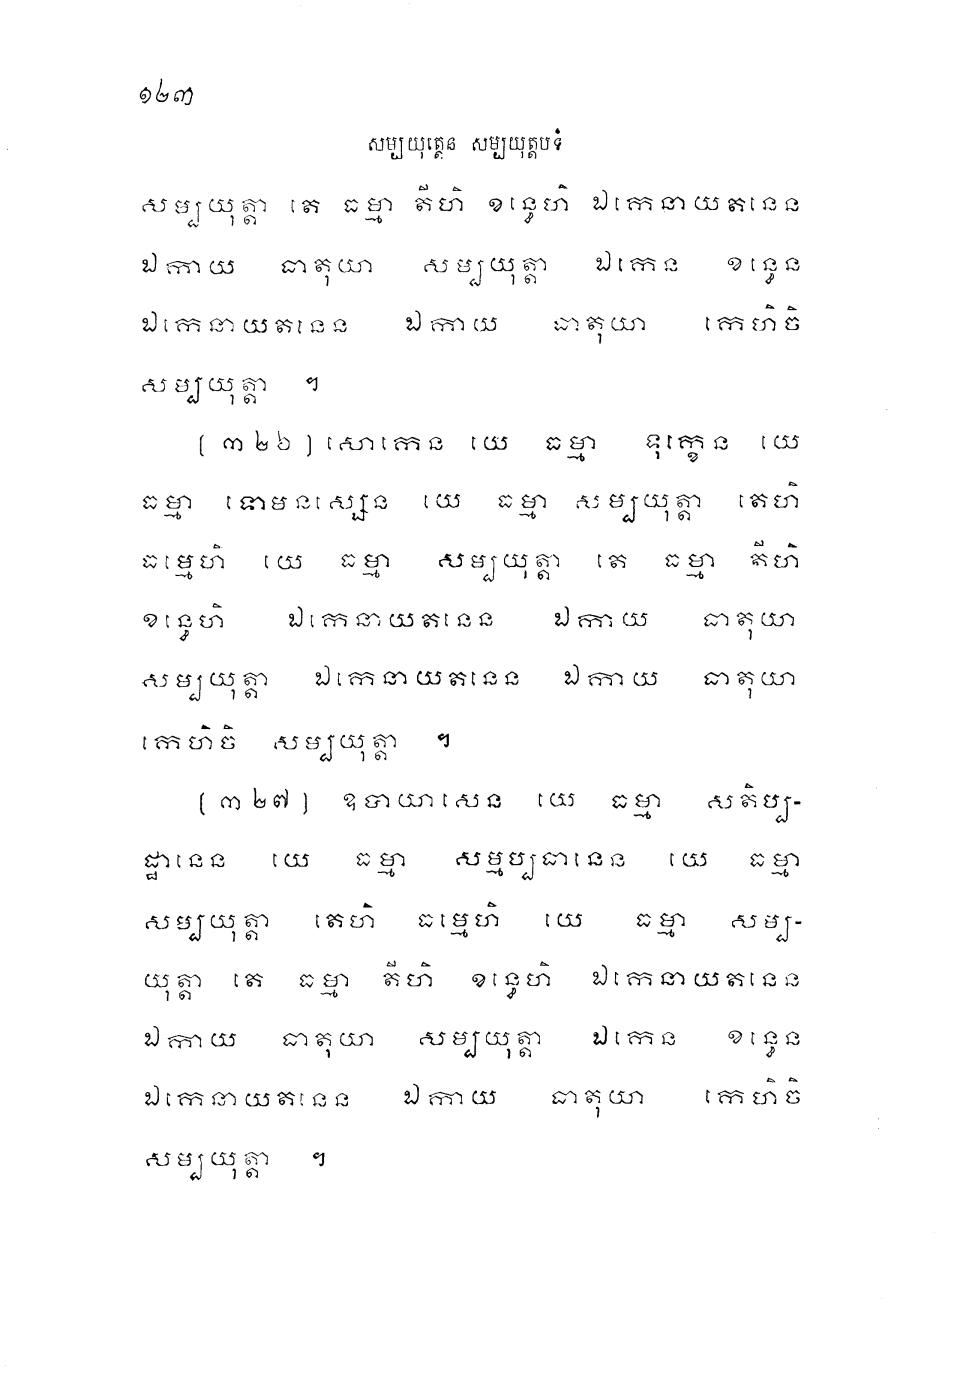 ១២៣
សម្បយុត្តេន សម្បយុត្តបទំ
សម្បយុត្តា តេ ធម្មា តីហិ ខន្ធេហិ ឯកេនាយតនេន
ឯកាយ ធាតុយា សម្បយុត្តា ឯកេន ខន្ធេន
ឯកេនាយតនេន ឯកាយ ធាតុយា កេហិចិ
សម្បយុត្តា ។
[ ៣២៦ ] សោកេន យេ ធម្មា ទុក្ខេន យេ
ធម្មា ទោមនស្សេន យេ ធម្មា សម្បយុត្តា តេហិ
ធម្មេហិ យេ ធម្មា សម្បយុត្តា តេ ធម្មា តីហិ
ខន្ធេហិ ឯកេនាយតនេន ឯកាយ ធាតុយា
សម្បយុត្តា ឯកេនាយតនេន ឯកាយ ធាតុយា
កេហិចិ សម្បយុត្តា ។
[ ៣២៧ ] ឧបាយាសេន យេ ធម្មា សតិប្ប-
ដ្ឋានេន យេ ធម្មា សម្មប្បធានេន យេ ធម្មា
សម្បយុត្តា តេហិ ធម្មេហិ យេ ធម្មា សម្ប-
យុត្តា តេ ធម្មា តីហិ ខន្ធេហិ ឯកេនាយតនេន
ឯកាយ ធាតុយា សម្បយុត្តា ឯកេន ខន្ធេន
ឯកេនាយតនេន ឯកាយ ធាតុយា កេហិចិ
សម្បយុត្តា ។